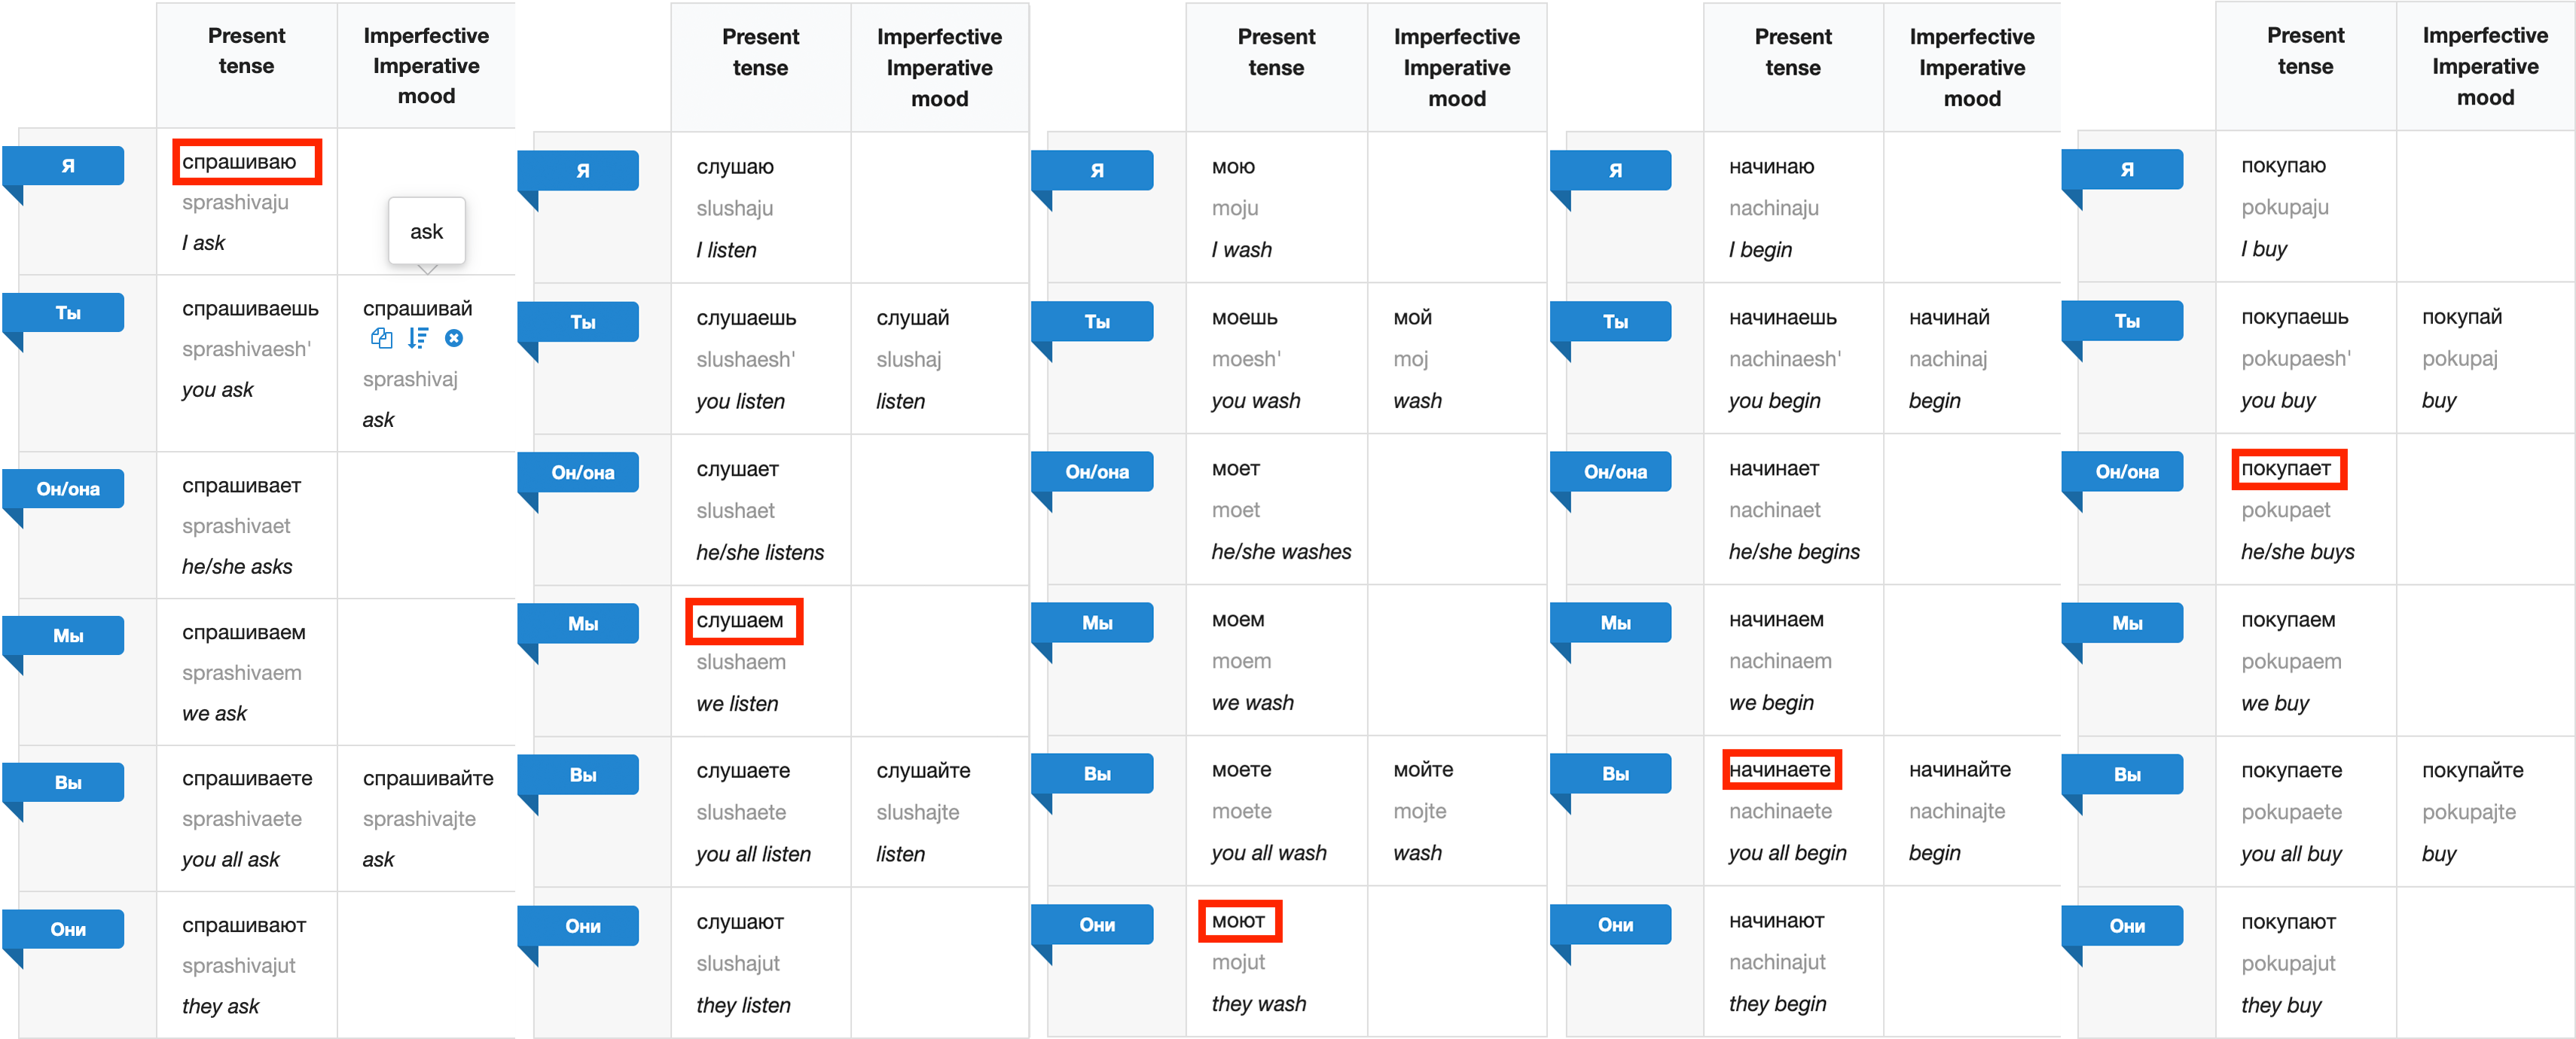 Present
tense
Imperfective
Imperative
mood
Я
спрашиваю
sprashivaju
I ask
ask
Ты
спрашиваешь
sprashivaesh'
you ask
спрашивай
sprashivaj
ask
Он/она
спрашивает
sprashivaet
he/she asks
Мы
спрашиваем
sprashivaem
we ask
Вы
спрашиваете
sprashivaete
you all ask
спрашивайте
sprashivajte
ask
Они
спрашивают
sprashivajut
they ask
Present
tense
Imperfective
Imperative
mood
Я
слушаю
slushaju
I listen
Ты
слушаешь
slushaesh'
you listen
слушай
slushaj
listen
Он/она
слушает
slushaet
he/she listens
Мы
слушаем
slushaem
we listen
Вы
слушаете
slushaete
you all listen
слушайте
slushajte
listen
Они
слушают
slushajut
they listen
Present
tense
Imperfective
Imperative
mood
Я
мою
moju
I wash
Ты
моешь
moesh'
you wash
мой
moj
wash
Он/она
моет
moet
he/she washes
Мы
моем
moem
we wash
Вы
моете
moete
you all wash
мойте
mojte
wash
Они
моют
mojut
they wash
Present
tense
Imperfective
Imperative
mood
Я
начинаю
nachinaju
I begin
Ты
начинаешь
nachinaesh'
you begin
начинай
nachinaj
begin
Он/она
начинает
nachinaet
he/she begins
Мы
начинаем
nachinaem
we begin
Вы
начинаете
nachinaete
you all begin
начинайте
nachinajte
begin
Они
начинают
nachinajut
they begin
Present
tense
Imperfective
Imperative
mood
Я
покупаю
pokupaju
I buy
Ты
покупаешь
pokupaesh'
you buy
покупай
pokupaj
buy
Он/она
покупает
pokupaet
he/she buys
Мы
покупаем
pokupaem
we buy
Вы
покупаете
pokupaete
you all buy
покупайте
pokupajte
buy
Они
покупают
pokupajut
they buy